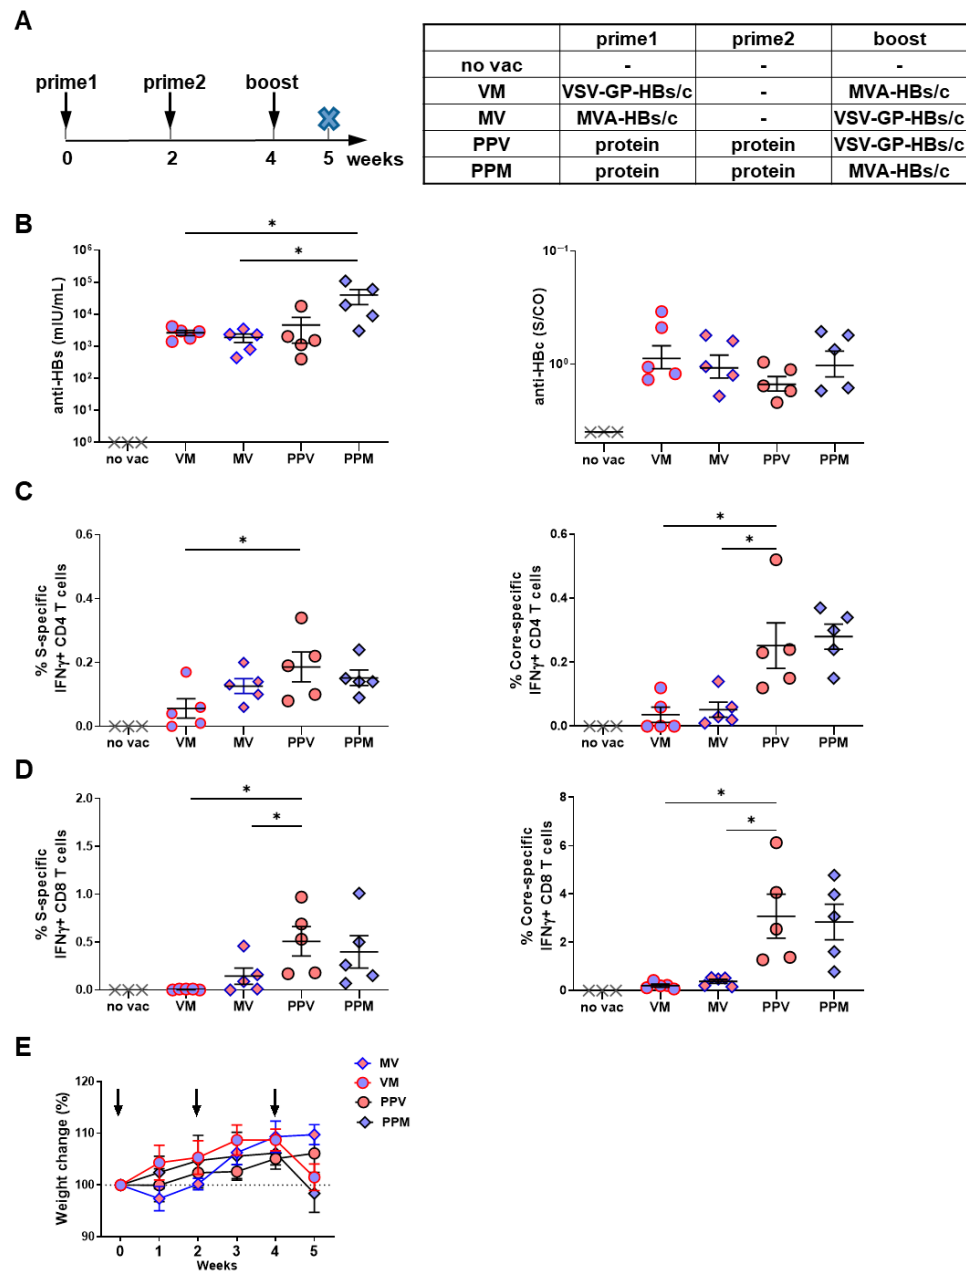 A
prime1 prime2 boost
0 2 4 5 weeks
prime1 prime2 boost
no vac - - -
VM VSV-GP-HBs/c - MVA-HBs/c
MV MVA-HBs/c - VSV-GP-HBs/c
PPV protein protein VSV-GP-HBs/c
PPM protein protein MVA-HBs/c
B
anti-HBs (mIU/mL)
10⁶
10⁵
10⁴
10³
10²
10¹
10⁰
* *
no vac VM MV PPV PPM
anti-HBc (S/CO)
10⁻¹
10⁰
no vac VM MV PPV PPM
C
% S-specific
IFNγ+ CD4 T cells
0.6
0.4
0.2
0.0
*
no vac VM MV PPV PPM
% Core-specific
IFNγ+ CD4 T cells
0.6
0.4
0.2
0.0
* *
no vac VM MV PPV PPM
D
% S-specific
IFNγ+ CD8 T cells
2.0
1.5
1.0
0.5
0.0
* *
no vac VM MV PPV PPM
% Core-specific
IFNγ+ CD8 T cells
8
6
4
2
0
* *
no vac VM MV PPV PPM
E
Weight change (%)
120
110
100
90
0 1 2 3 4 5
Weeks
MV
VM
PPV
PPM